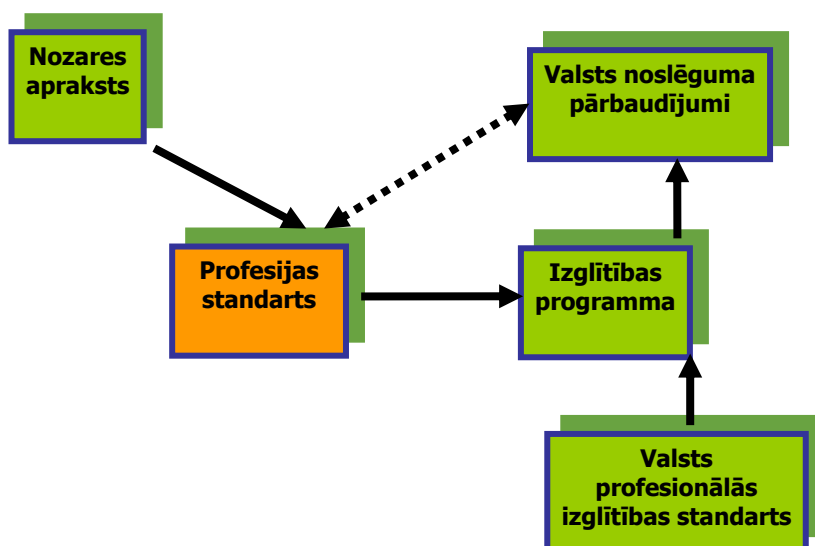 Nozares
apraksts
Valsts noslēguma
pārbaudījumi
Profesijas
standarts
Izglītības
programma
Valsts
profesionālās
izglītības standarts